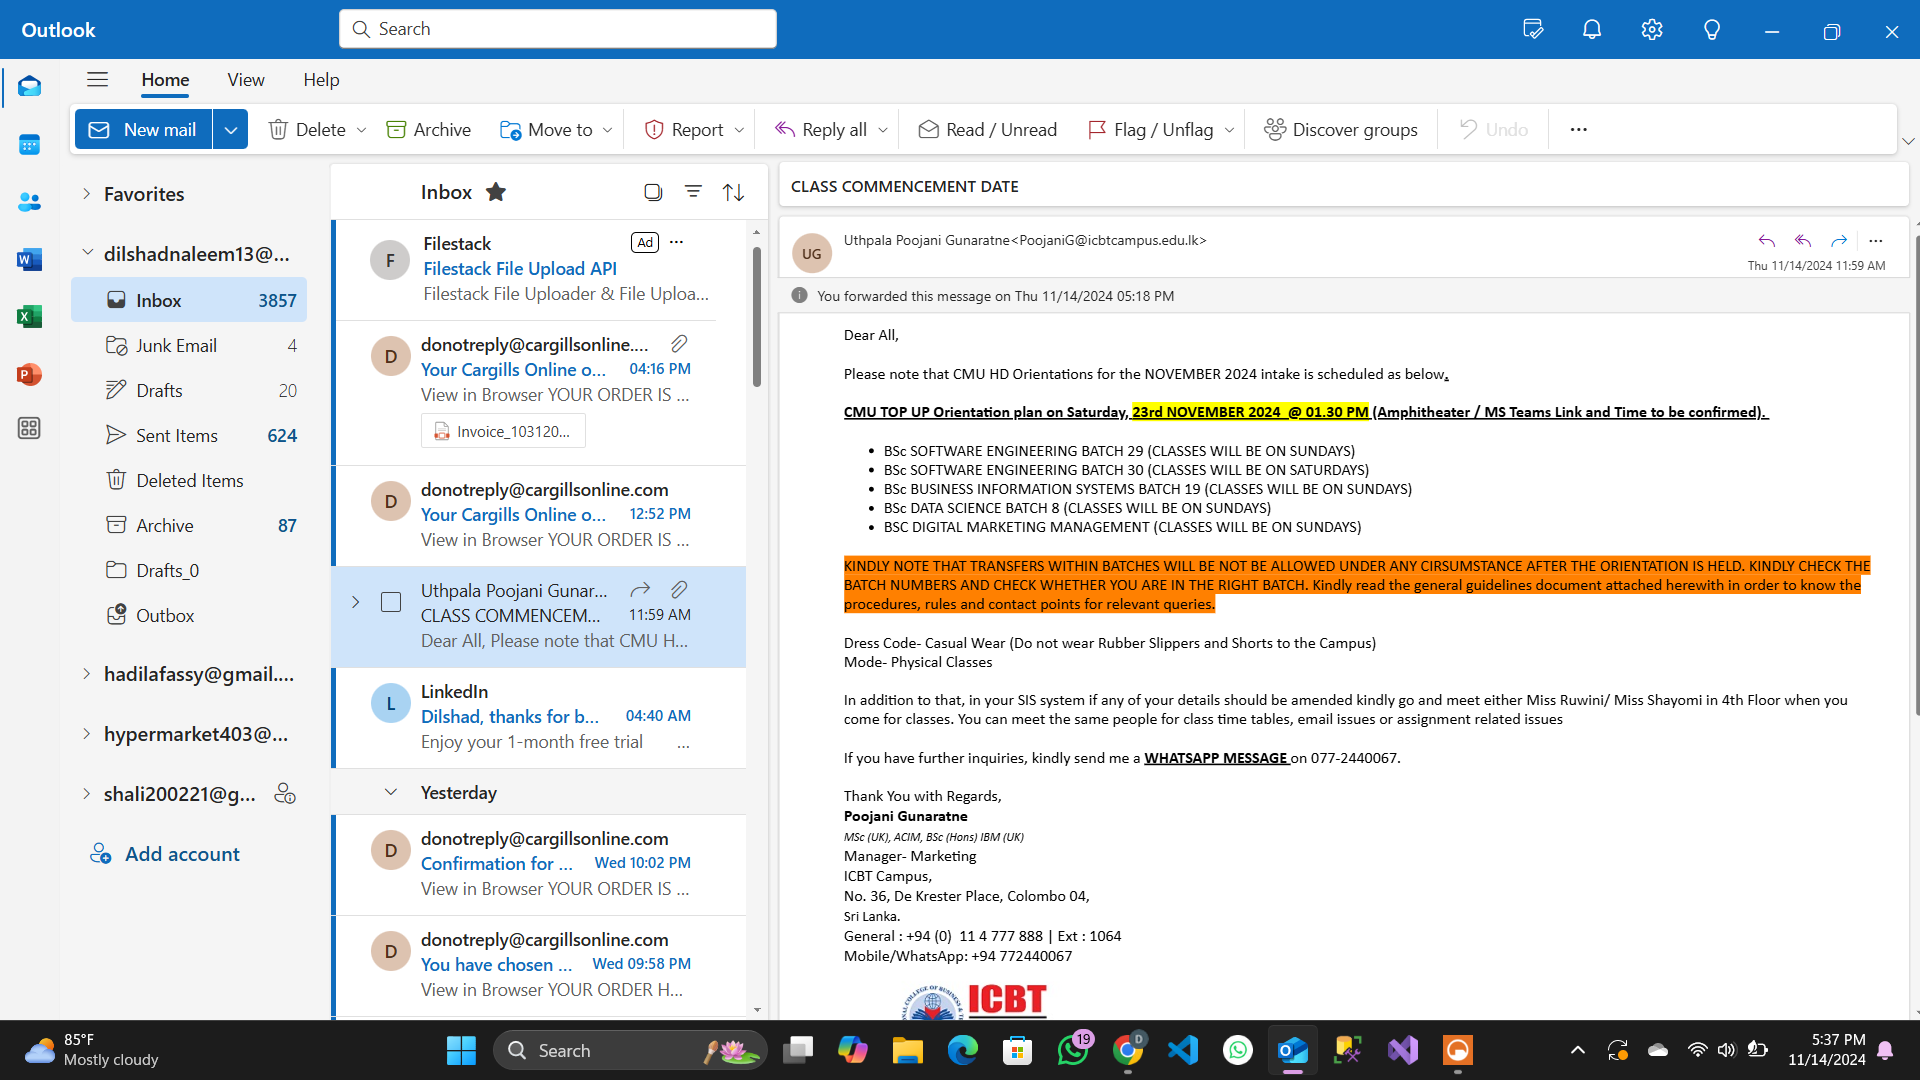 Outlook
Search
Home
View
Help
New mail
Delete
Archive
Move to
Report
Reply all
Read / Unread
Flag / Unflag
Discover groups
Undo
Favorites
dilshadnaleem13@...
Inbox 3857
Junk Email 4
Drafts 20
Sent Items 624
Deleted Items
Archive 87
Drafts_0
Outbox
hadilafassy@gmail....
hypermarket403@...
shali200221@g...
Add account
Inbox
F
Filestack Ad
Filestack File Upload API
Filestack File Uploader & File Uploa...
D
donotreply@cargillsonline....
Your Cargills Online o... 04:16 PM
View in Browser YOUR ORDER IS ...
Invoice_103120...
D
donotreply@cargillsonline.com
Your Cargills Online o... 12:52 PM
View in Browser YOUR ORDER IS ...
Uthpala Poojani Gunar...
CLASS COMMENCEM... 11:59 AM
Dear All, Please note that CMU H...
L
LinkedIn
Dilshad, thanks for b... 04:40 AM
Enjoy your 1-month free trial ...
Yesterday
D
donotreply@cargillsonline.com
Confirmation for ... Wed 10:02 PM
View in Browser YOUR ORDER IS ...
D
donotreply@cargillsonline.com
You have chosen ... Wed 09:58 PM
View in Browser YOUR ORDER H...
CLASS COMMENCEMENT DATE
UG
Uthpala Poojani Gunaratne<PoojaniG@icbtcampus.edu.lk>
Thu 11/14/2024 11:59 AM
You forwarded this message on Thu 11/14/2024 05:18 PM
Dear All,
Please note that CMU HD Orientations for the NOVEMBER 2024 intake is scheduled as below.
CMU TOP UP Orientation plan on Saturday, 23rd NOVEMBER 2024 @ 01.30 PM (Amphitheater / MS Teams Link and Time to be confirmed).
• BSc SOFTWARE ENGINEERING BATCH 29 (CLASSES WILL BE ON SUNDAYS)
• BSc SOFTWARE ENGINEERING BATCH 30 (CLASSES WILL BE ON SATURDAYS)
• BSc BUSINESS INFORMATION SYSTEMS BATCH 19 (CLASSES WILL BE ON SUNDAYS)
• BSc DATA SCIENCE BATCH 8 (CLASSES WILL BE ON SUNDAYS)
• BSC DIGITAL MARKETING MANAGEMENT (CLASSES WILL BE ON SUNDAYS)
KINDLY NOTE THAT TRANSFERS WITHIN BATCHES WILL BE NOT BE ALLOWED UNDER ANY CIRSUMSTANCE AFTER THE ORIENTATION IS HELD. KINDLY CHECK THE
BATCH NUMBERS AND CHECK WHETHER YOU ARE IN THE RIGHT BATCH. Kindly read the general guidelines document attached herewith in order to know the
procedures, rules and contact points for relevant queries.
Dress Code- Casual Wear (Do not wear Rubber Slippers and Shorts to the Campus)
Mode- Physical Classes
In addition to that, in your SIS system if any of your details should be amended kindly go and meet either Miss Ruwini/ Miss Shayomi in 4th Floor when you
come for classes. You can meet the same people for class time tables, email issues or assignment related issues
If you have further inquiries, kindly send me a WHATSAPP MESSAGE on 077-2440067.
Thank You with Regards,
Poojani Gunaratne
MSc (UK), ACIM, BSc (Hons) IBM (UK)
Manager- Marketing
ICBT Campus,
No. 36, De Krester Place, Colombo 04,
Sri Lanka.
General : +94 (0) 11 4 777 888 | Ext : 1064
Mobile/WhatsApp: +94 772440067
ICBT
85°F
Mostly cloudy
Search
19
D
5:37 PM
11/14/2024